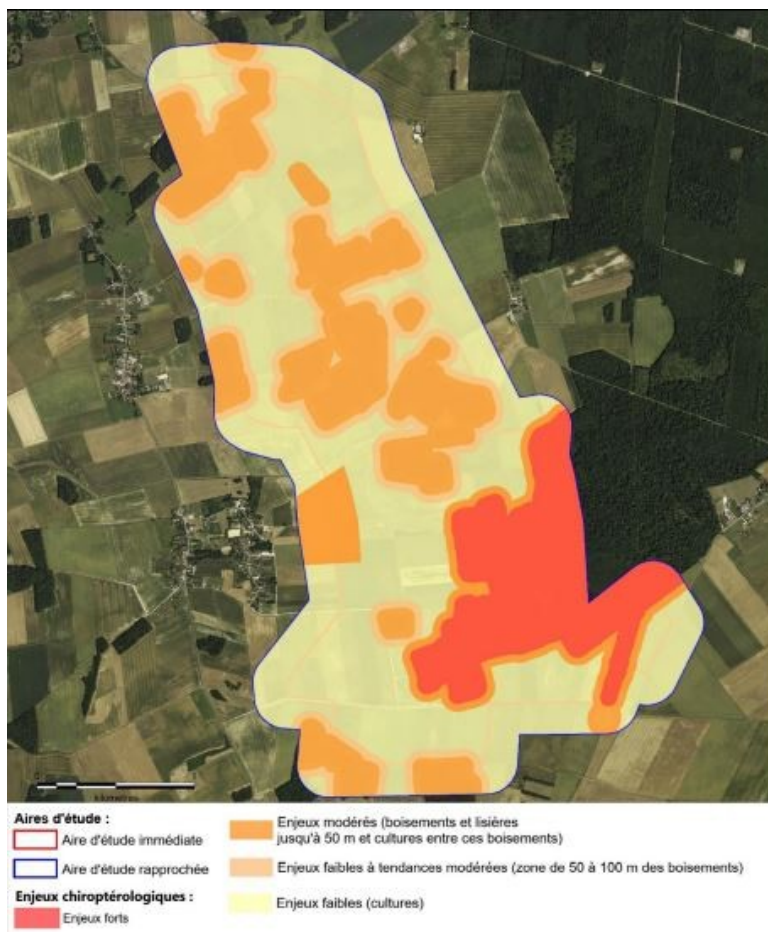 Aires d'étude :
Aire d'étude immédiate
Aire d'étude rapprochée
Enjeux chiroptérologiques :
Enjeux forts
Enjeux modérés (boisements et lisières
jusqu'à 50 m et cultures entre ces boisements)
Enjeux faibles à tendances modérées (zone de 50 à 100 m des boisements)
Enjeux faibles (cultures)